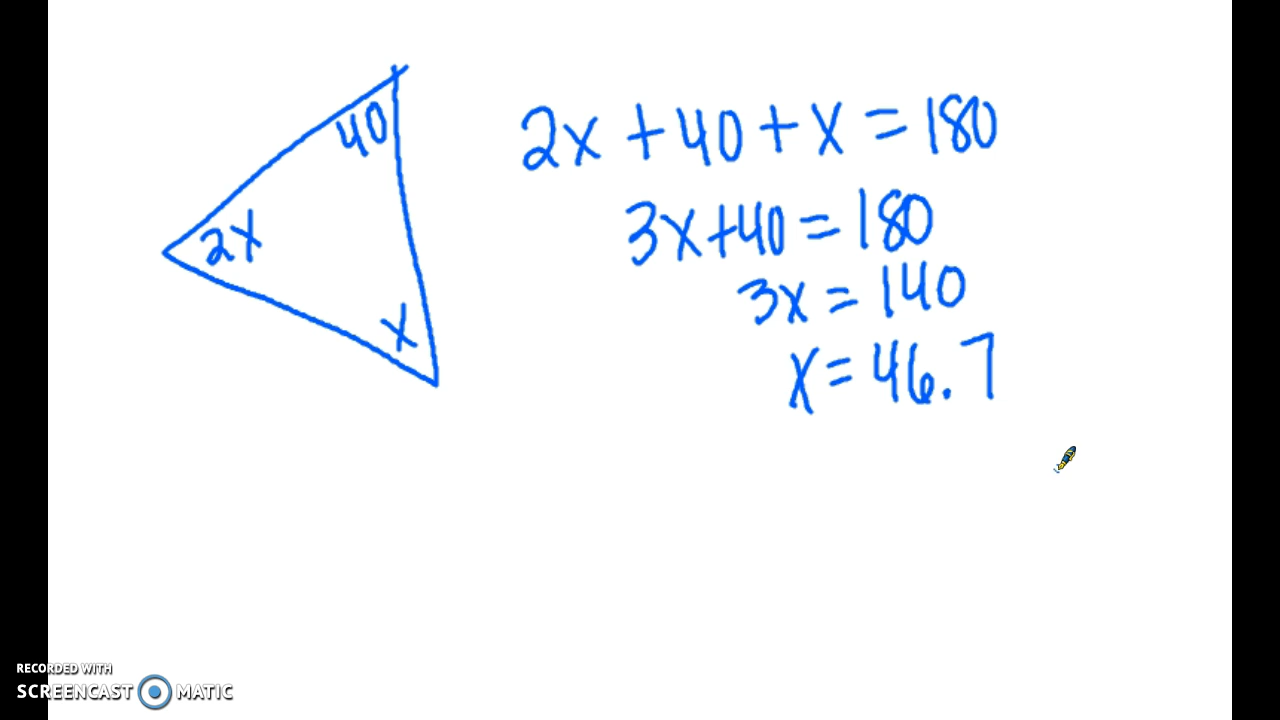 40
2x
x
2x + 40 + x = 180
3x + 40 = 180
3x = 140
x = 46.7
RECORDED WITH
SCREENCAST MATIC